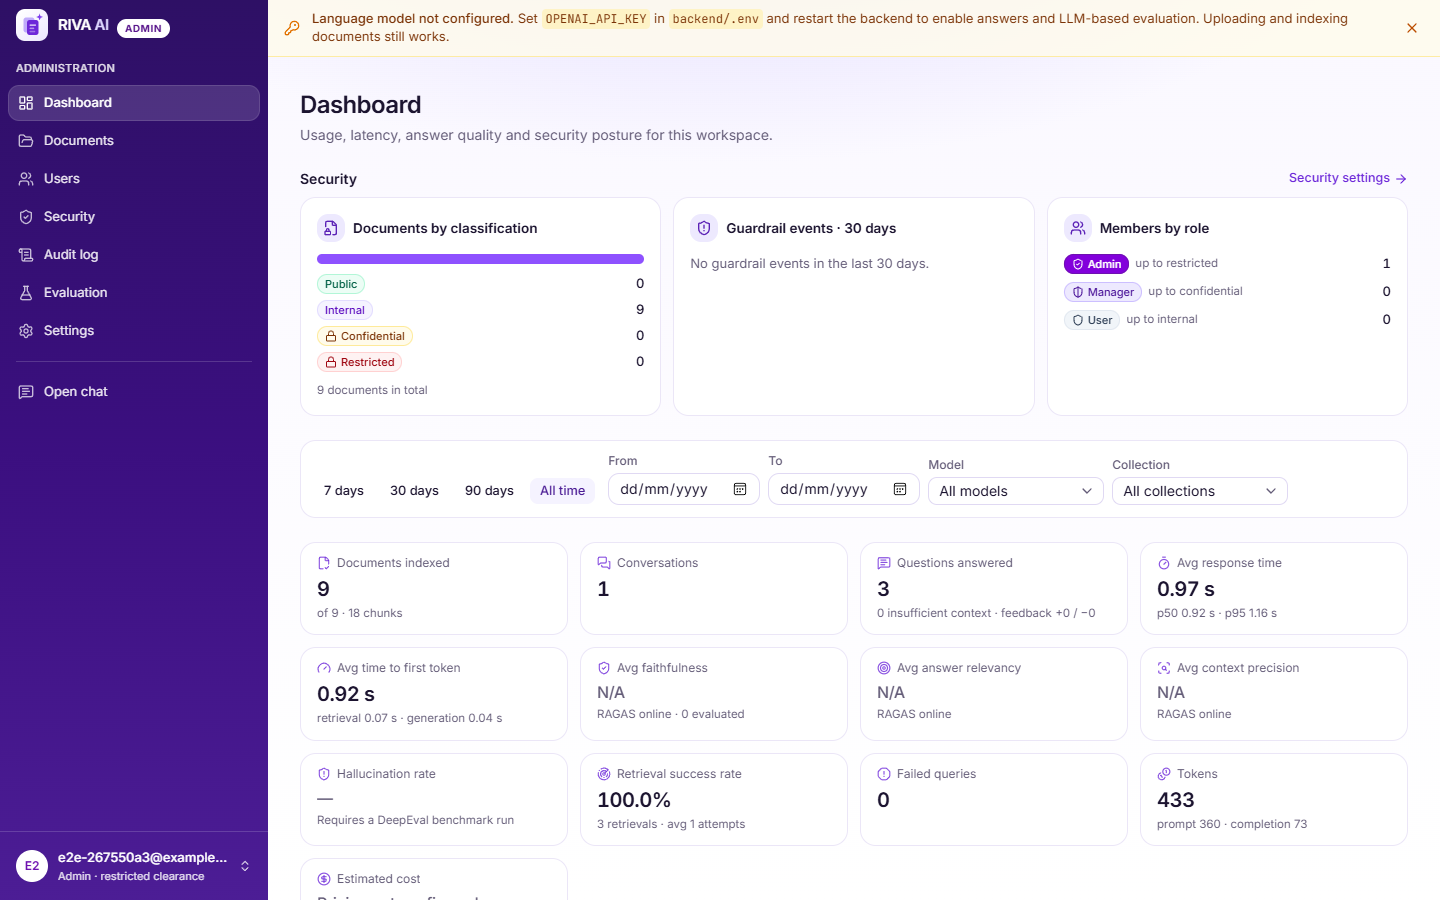 RIVA AI ADMIN
ADMINISTRATION
Dashboard
Documents
Users
Security
Audit log
Evaluation
Settings
Open chat
E2 e2e-267550a3@example...
Admin · restricted clearance
Language model not configured. Set OPENAI_API_KEY in backend/.env and restart the backend to enable answers and LLM-based evaluation. Uploading and indexing
documents still works.
Dashboard
Usage, latency, answer quality and security posture for this workspace.
Security
Security settings →
Documents by classification
Public 0
Internal 9
Confidential 0
Restricted 0
9 documents in total
Guardrail events · 30 days
No guardrail events in the last 30 days.
Members by role
Admin up to restricted 1
Manager up to confidential 0
User up to internal 0
7 days 30 days 90 days All time
From
dd/mm/yyyy
To
dd/mm/yyyy
Model
All models
Collection
All collections
Documents indexed
9
of 9 · 18 chunks
Conversations
1
Questions answered
3
0 insufficient context · feedback +0 / −0
Avg response time
0.97 s
p50 0.92 s · p95 1.16 s
Avg time to first token
0.92 s
retrieval 0.07 s · generation 0.04 s
Avg faithfulness
N/A
RAGAS online · 0 evaluated
Avg answer relevancy
N/A
RAGAS online
Avg context precision
N/A
RAGAS online
Hallucination rate
—
Requires a DeepEval benchmark run
Retrieval success rate
100.0%
3 retrievals · avg 1 attempts
Failed queries
0
Tokens
433
prompt 360 · completion 73
Estimated cost